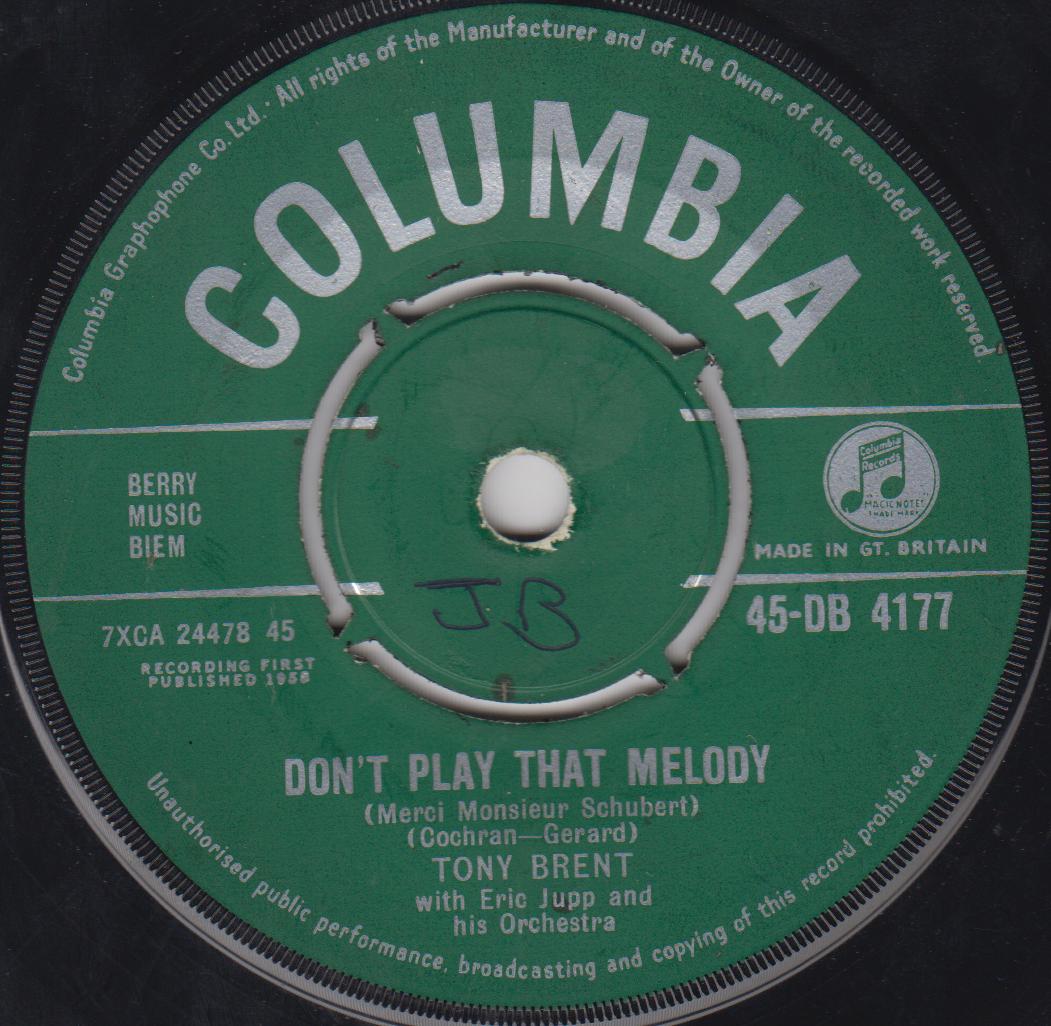 Columbia Graphophone Co. Ltd. · All rights of the Manufacturer and of the Owner of the recorded work reserved
COLUMBIA
BERRY
MUSIC
BIEM
Columbia
Records
"MAGIC NOTES"
TRADE MARK
MADE IN GT. BRITAIN
7XCA 24478 45
45-DB 4177
RECORDING FIRST
PUBLISHED 1958
JB
DON'T PLAY THAT MELODY
(Merci Monsieur Schubert)
(Cochran—Gerard)
TONY BRENT
with Eric Jupp and
his Orchestra
Unauthorised public performance, broadcasting and copying of this record prohibited.